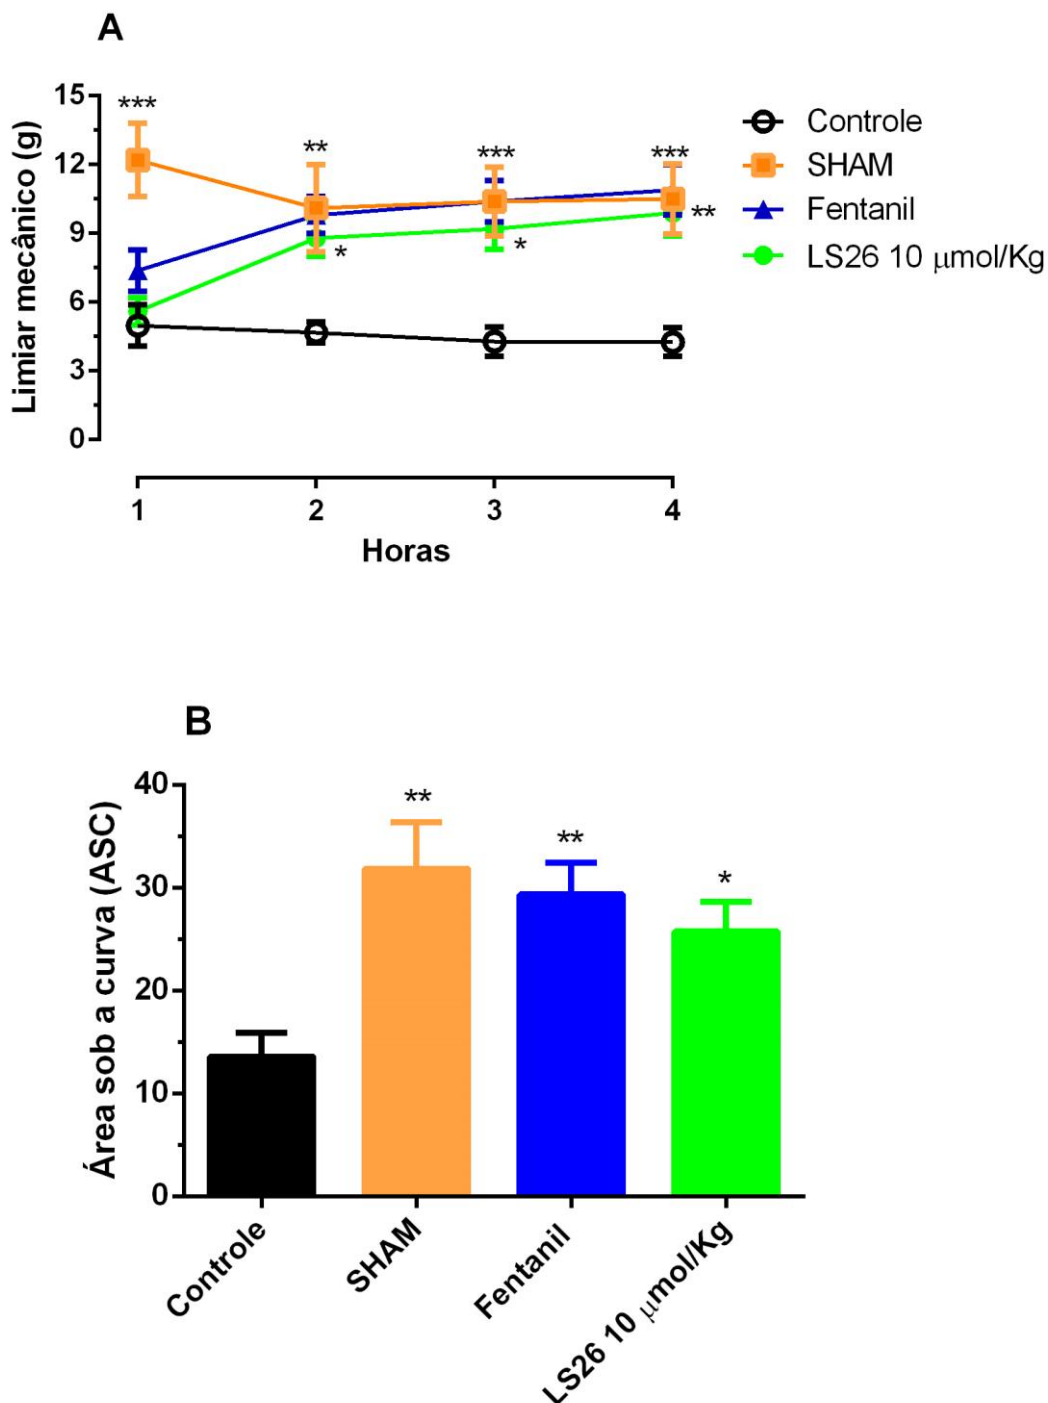 A
Limiar mecânico (g)
15
12
9
6
3
0
***
**
***
***
*
*
**
1 2 3 4
Horas
Controle
SHAM
Fentanil
LS26 10 μmol/Kg
B
Área sob a curva (ASC)
40
30
20
10
0
**
**
*
Controle
SHAM
Fentanil
LS26 10 μmol/Kg